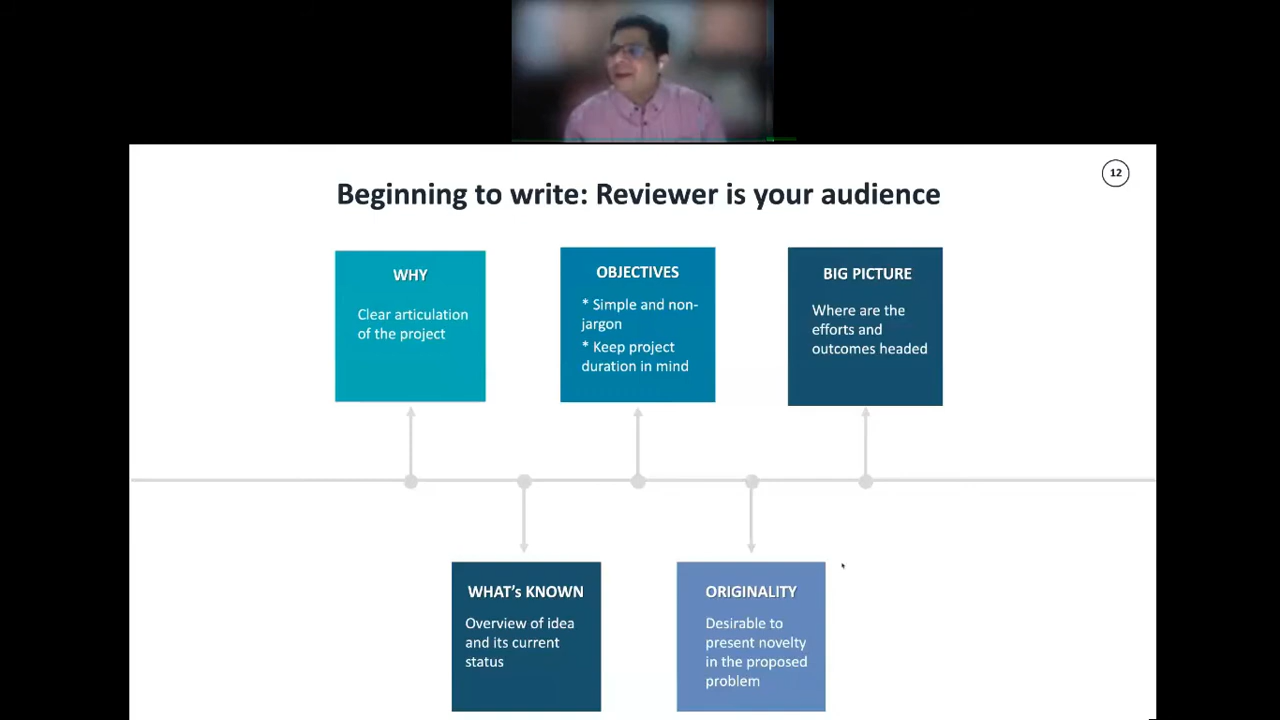 12
Beginning to write: Reviewer is your audience
WHY
Clear articulation
of the project
OBJECTIVES
* Simple and non-
jargon
* Keep project
duration in mind
BIG PICTURE
Where are the
efforts and
outcomes headed
WHAT's KNOWN
Overview of idea
and its current
status
ORIGINALITY
Desirable to
present novelty
in the proposed
problem